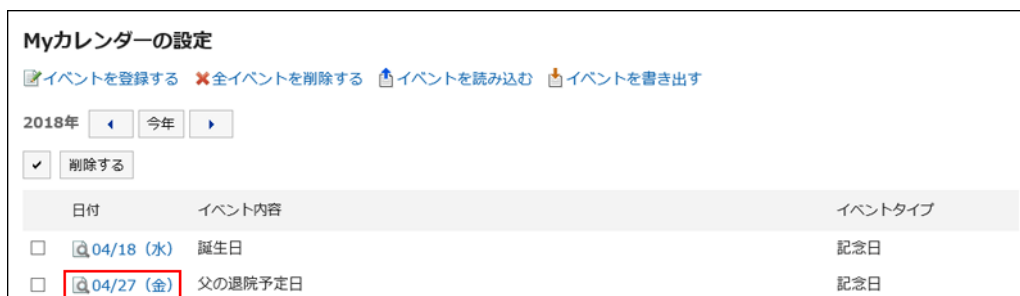 Myカレンダーの設定
イベントを登録する 全イベントを削除する イベントを読み込む イベントを書き出す
2018年 今年
削除する
日付 イベント内容 イベントタイプ
04/18（水） 誕生日 記念日
04/27（金） 父の退院予定日 記念日